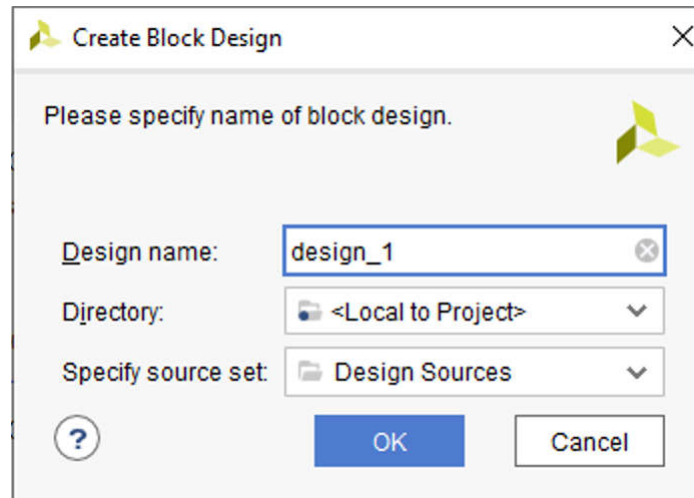 Create Block Design
Please specify name of block design.
Design name: design_1
Directory: <Local to Project>
Specify source set: Design Sources
? OK Cancel